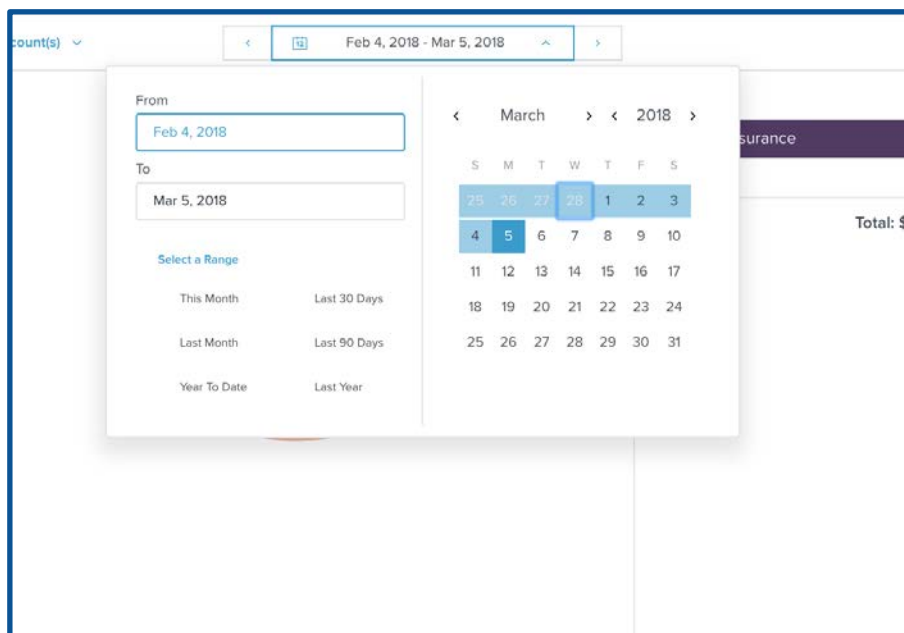 count(s)
12
Feb 4, 2018 - Mar 5, 2018
From
Feb 4, 2018
To
Mar 5, 2018
Select a Range
This Month Last 30 Days
Last Month Last 90 Days
Year To Date Last Year
March 2018
S M T W T F S
25 26 27 28 1 2 3
4 5 6 7 8 9 10
11 12 13 14 15 16 17
18 19 20 21 22 23 24
25 26 27 28 29 30 31
surance
Total: $